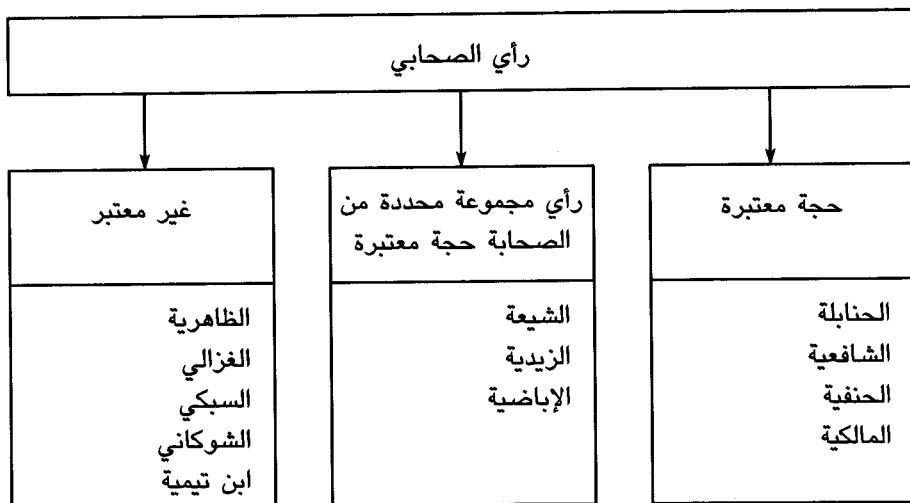 رأي الصحابي
حجة معتبرة
الحنابلة
الشافعية
الحنفية
المالكية
رأي مجموعة محددة من
الصحابة حجة معتبرة
الشيعة
الزيدية
الإباضية
غير معتبر
الظاهرية
الغزالي
السبكي
الشوكاني
ابن تيمية